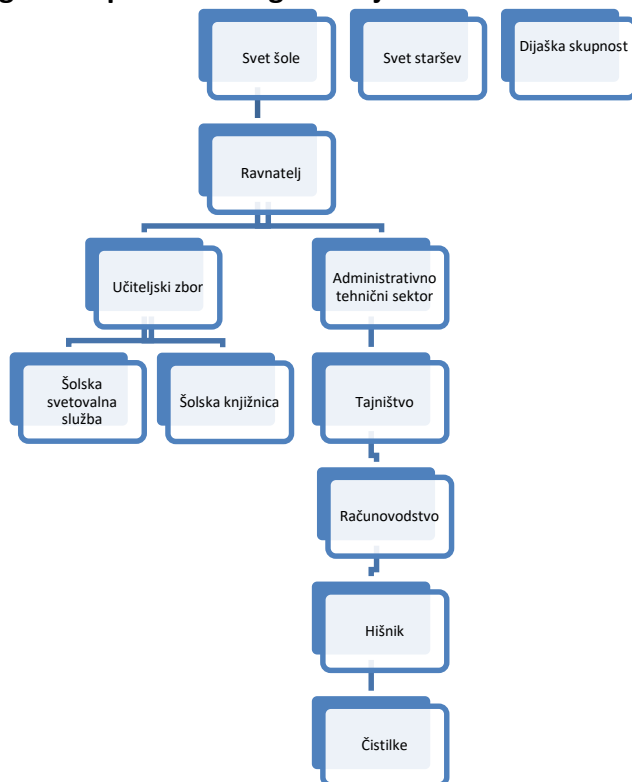 Svet šole
Svet staršev
Dijaška skupnost
Ravnatelj
Učiteljski zbor
Administrativno
tehnični sektor
Šolska
svetovalna
služba
Šolska knjižnica
Tajništvo
Računovodstvo
Hišnik
Čistilke